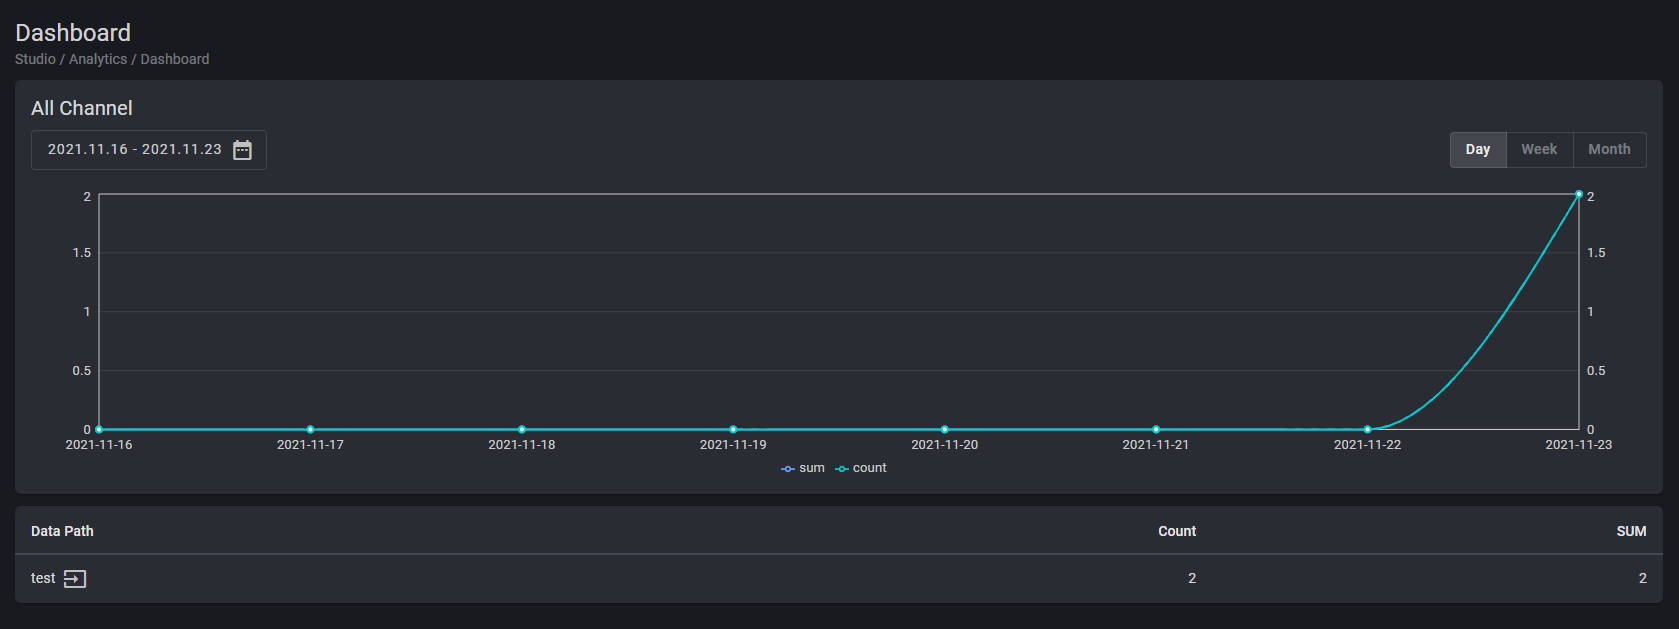 Dashboard
Studio / Analytics / Dashboard
All Channel
2021.11.16 - 2021.11.23
Day Week Month
2 2
1.5 1.5
1 1
0.5 0.5
0 0
2021-11-16 2021-11-17 2021-11-18 2021-11-19 2021-11-20 2021-11-21 2021-11-22 2021-11-23
sum count
Data Path Count SUM
test 2 2